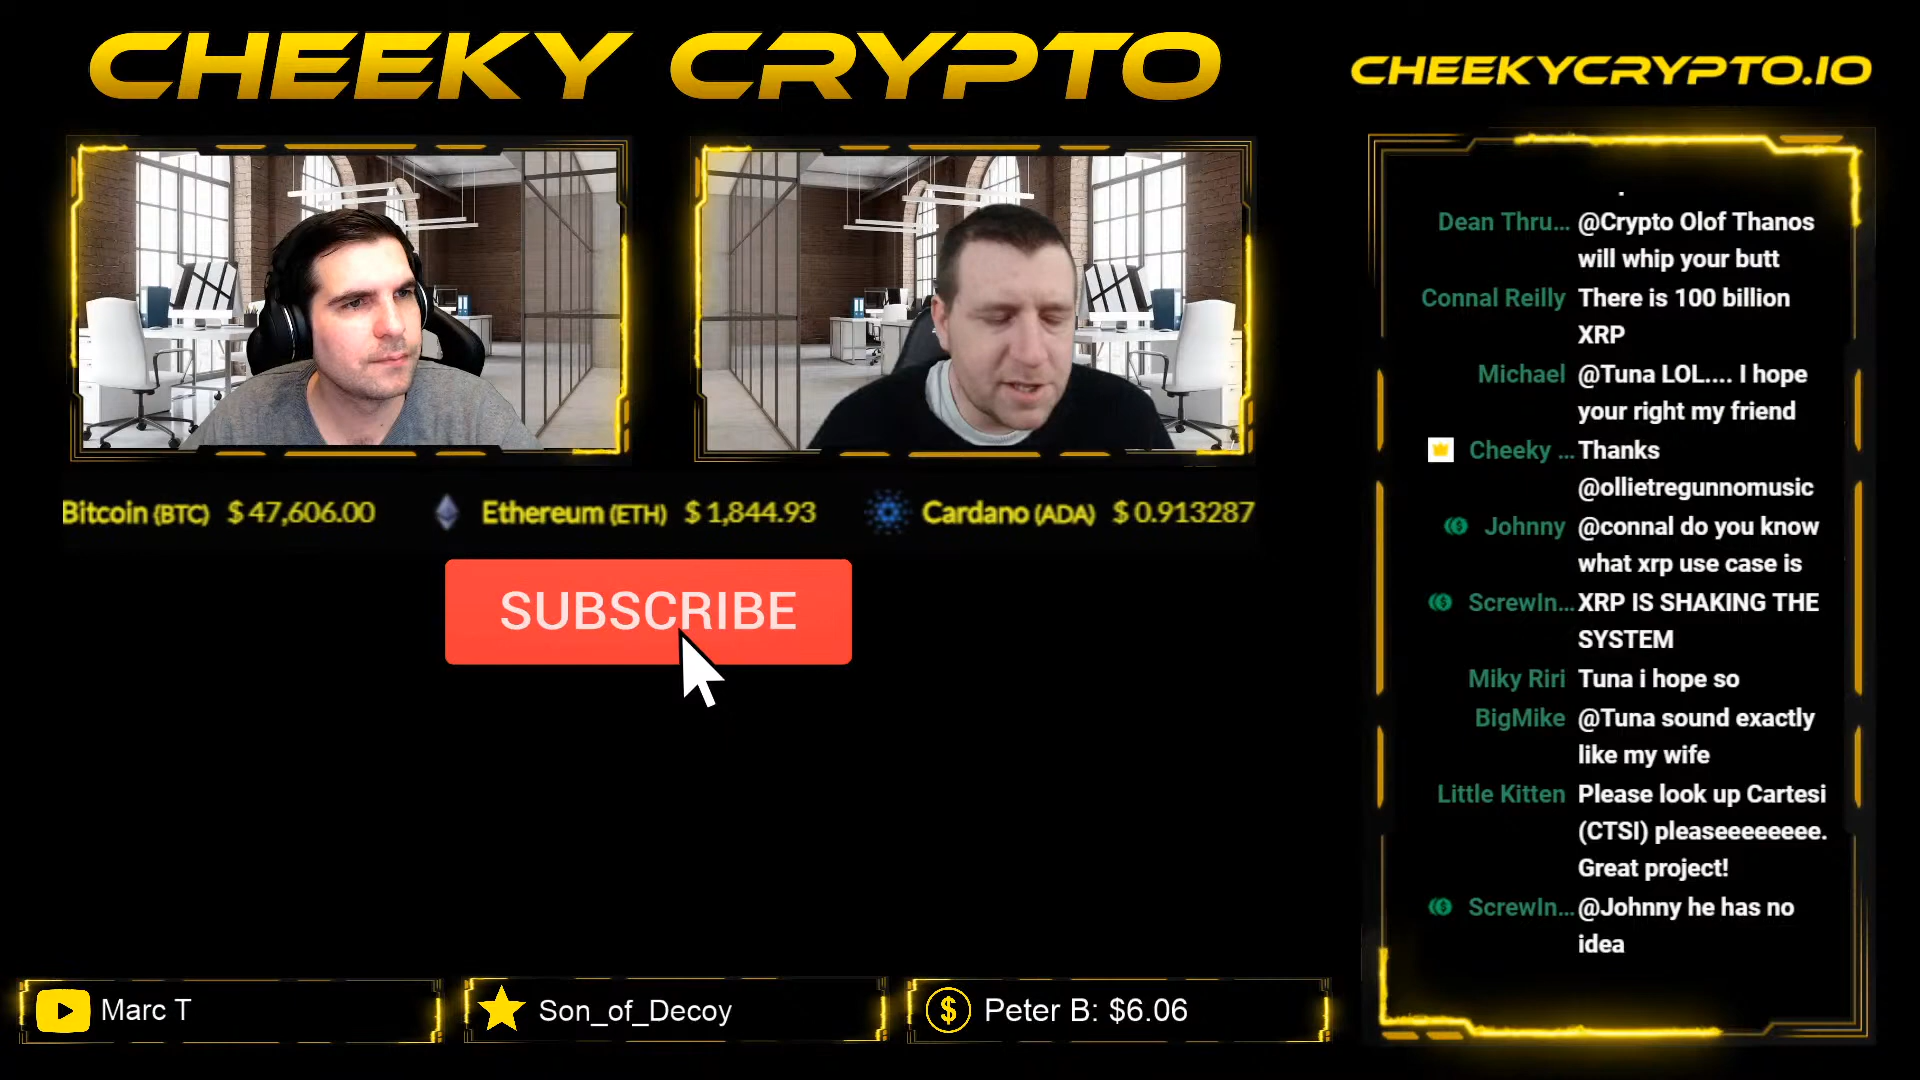 CHEEKY CRYPTO
CHEEKYCRYPTO.IO
Bitcoin (BTC) $ 47,606.00 Ethereum (ETH) $ 1,844.93 Cardano (ADA) $ 0.913287
SUBSCRIBE
Dean Thru... @Crypto Olof Thanos
will whip your butt
Connal Reilly There is 100 billion
XRP
Michael @Tuna LOL.... I hope
your right my friend
Cheeky ... Thanks
@ollietregunnomusic
Johnny @connal do you know
what xrp use case is
ScrewIn... XRP IS SHAKING THE
SYSTEM
Miky Riri Tuna i hope so
BigMike @Tuna sound exactly
like my wife
Little Kitten Please look up Cartesi
(CTSI) pleaseeeeeeee.
Great project!
ScrewIn... @Johnny he has no
idea
Marc T
Son_of_Decoy
Peter B: $6.06